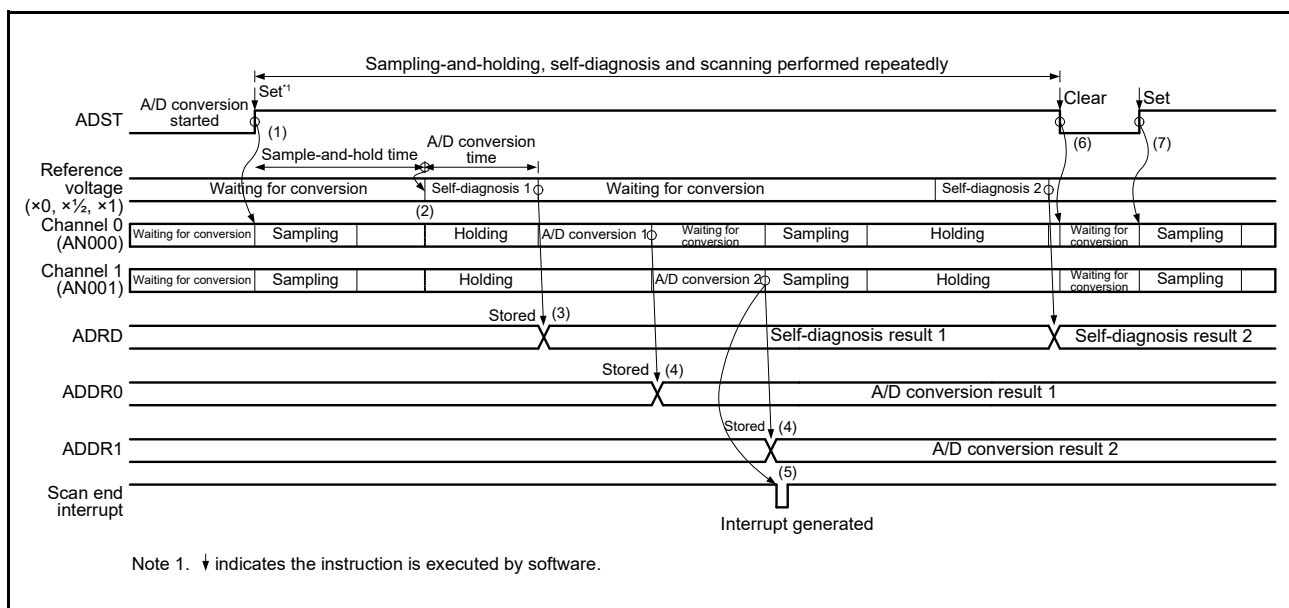 Sampling-and-holding, self-diagnosis and scanning performed repeatedly
Set*1
Clear
Set
A/D conversion
started
ADST
(1)
(6)
(7)
Sample-and-hold time
A/D conversion
time
Reference
voltage
(×0, ×½, ×1)
Waiting for conversion
Self-diagnosis 1
Waiting for conversion
Self-diagnosis 2
(2)
Channel 0
(AN000)
Waiting for conversion
Sampling
Holding
A/D conversion 1
Waiting for
conversion
Sampling
Holding
Waiting for
conversion
Sampling
Channel 1
(AN001)
Waiting for conversion
Sampling
Holding
A/D conversion 2
Sampling
Holding
Waiting for
conversion
Sampling
ADRD
Stored
(3)
Self-diagnosis result 1
Self-diagnosis result 2
ADDR0
Stored
(4)
A/D conversion result 1
ADDR1
Stored
(4)
A/D conversion result 2
Scan end
interrupt
(5)
Interrupt generated
Note 1. ↓ indicates the instruction is executed by software.